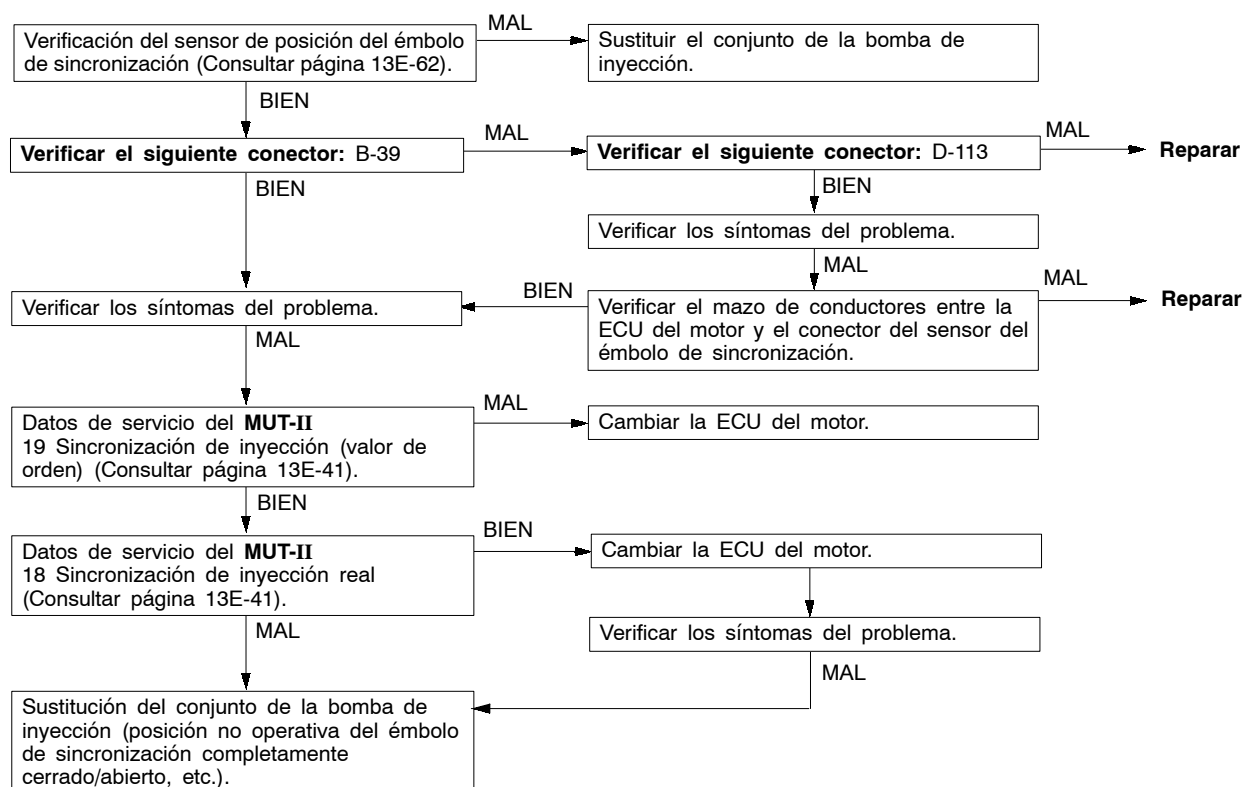 Verificación del sensor de posición del émbolo
de sincronización (Consultar página 13E-62).
MAL
Sustituir el conjunto de la bomba de
inyección.
BIEN
Verificar el siguiente conector: B-39
MAL
Verificar el siguiente conector: D-113
MAL
Reparar
BIEN
BIEN
Verificar los síntomas del problema.
MAL
Verificar los síntomas del problema.
BIEN
Verificar el mazo de conductores entre la
ECU del motor y el conector del sensor del
émbolo de sincronización.
MAL
Reparar
MAL
Datos de servicio del MUT-II
19 Sincronización de inyección (valor de
orden) (Consultar página 13E-41).
MAL
Cambiar la ECU del motor.
BIEN
Datos de servicio del MUT-II
18 Sincronización de inyección real
(Consultar página 13E-41).
BIEN
Cambiar la ECU del motor.
MAL
Verificar los síntomas del problema.
MAL
Sustitución del conjunto de la bomba de
inyección (posición no operativa del émbolo
de sincronización completamente
cerrado/abierto, etc.).